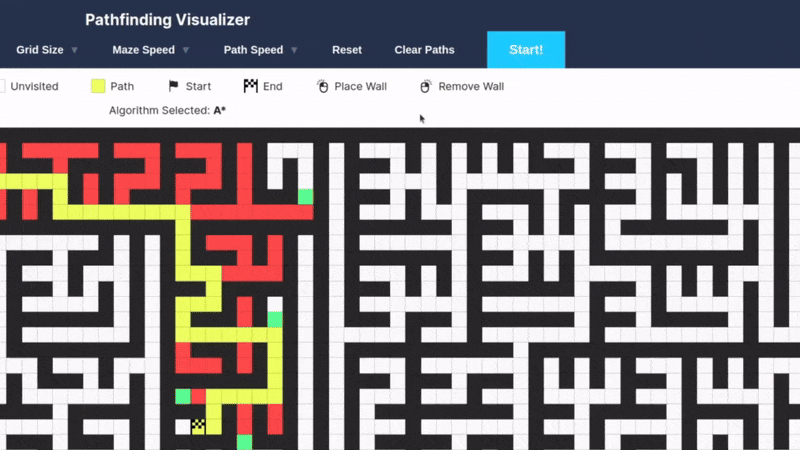 Pathfinding Visualizer
Grid Size Maze Speed Path Speed Reset Clear Paths Start!
Unvisited Path Start End Place Wall Remove Wall
Algorithm Selected: A*